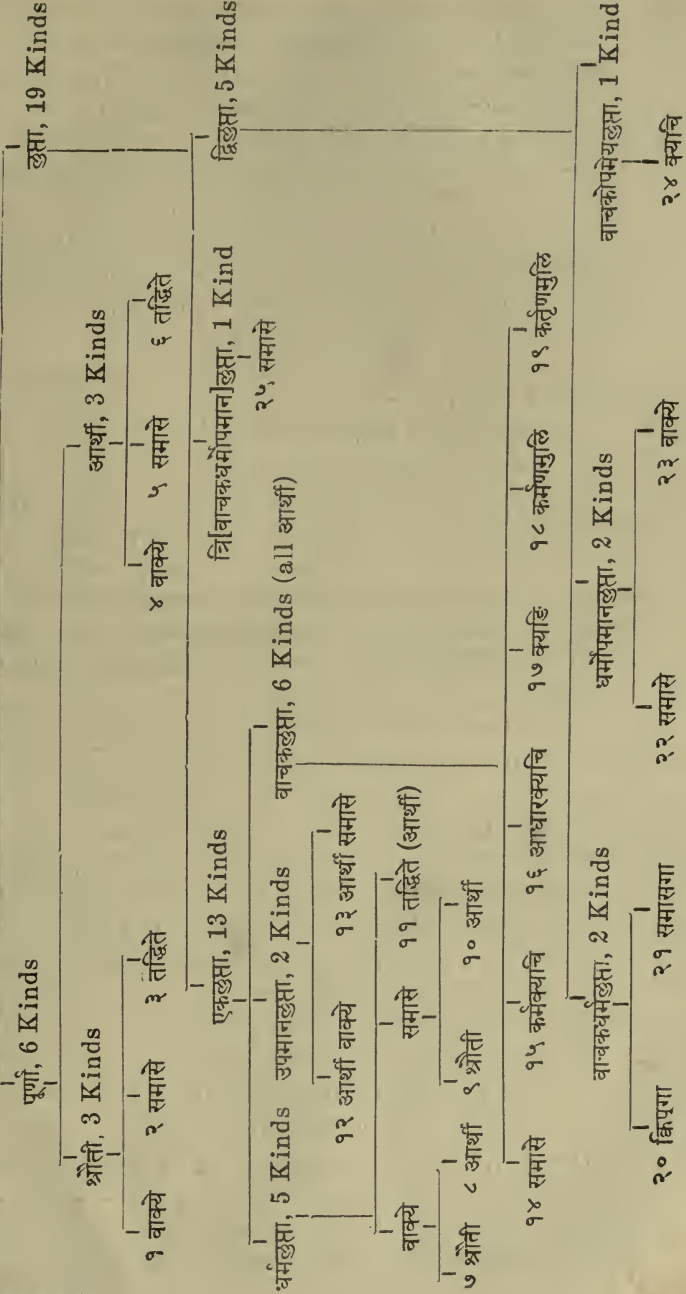 पूर्णा, 6 Kinds लुप्ता, 19 Kinds
श्रौती, 3 Kinds आर्थी, 3 Kinds
१ वाक्ये २ समासे ३ तद्धिते ४ वाक्ये ५ समासे ६ तद्धिते
एकलुप्ता, 13 Kinds त्रि[वाचकधर्मोपमान]लुप्ता, 1 Kind द्विलुप्ता, 5 Kinds
२५ समासे
धर्मलुप्ता, 5 Kinds उपमानलुप्ता, 2 Kinds वाचकलुप्ता, 6 Kinds (all आर्थी)
१२ आर्थी वाक्ये १३ आर्थी समासे
वाक्ये समासे ११ तद्धिते (आर्थी)
७ श्रौती ८ आर्थी ९ श्रौती १० आर्थी
१४ समासे १५ कर्मक्यचि १६ आधारक्यचि १७ क्यङि १८ कर्मणमुलि १९ कर्तृणमुलि
वाचकधर्मलुप्ता, 2 Kinds धर्मोपमानलुप्ता, 2 Kinds वाचकोपमेयलुप्ता, 1 Kind
२० क्विपगा २१ समासगा २२ समासे २३ वाक्ये २४ क्यचि